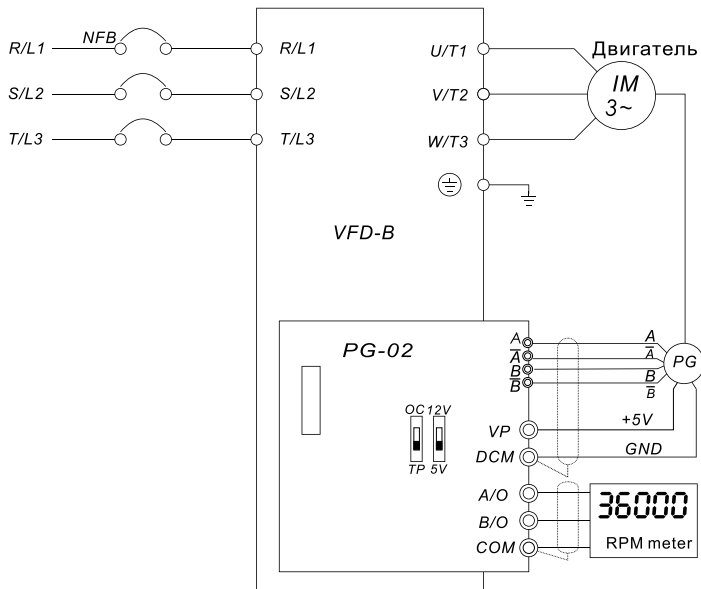 R/L1 NFB R/L1 U/T1 Двигатель
S/L2 S/L2 V/T2 IM
3~
T/L3 T/L3 W/T3
VFD-B
PG-02
A A
A̅ A̅
B B
B̅ B̅
PG
OC 12V
TP 5V
VP +5V
DCM GND
A/O
B/O
COM
36000
RPM meter